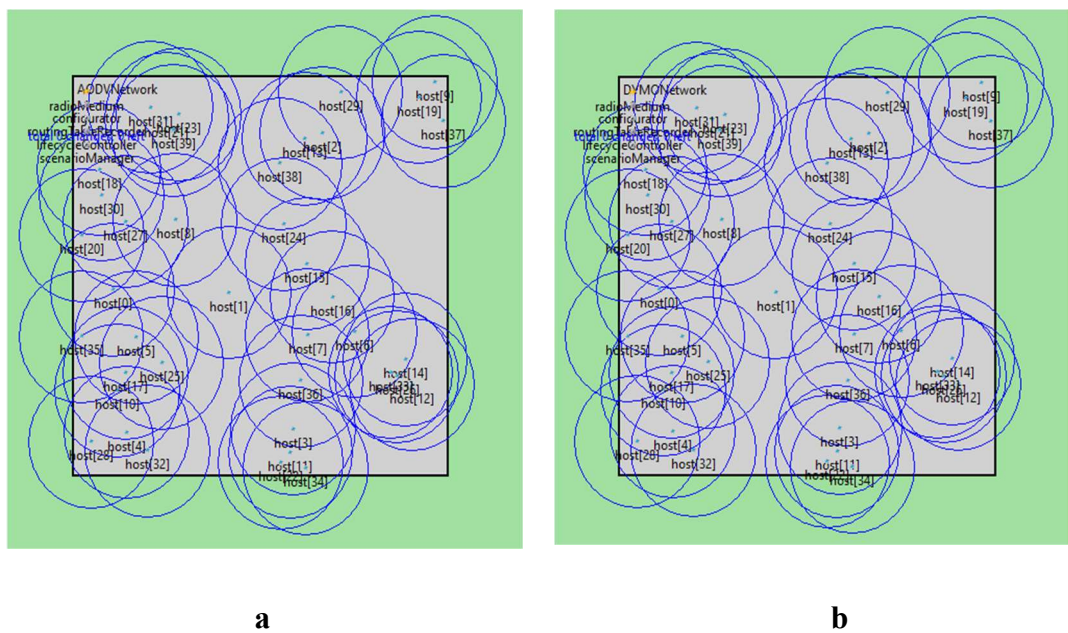 AODVNetwork
radioMedium
configurator
lifecycleController
scenarioManager
host[31]
host[23]
host[39]
host[29]
host[9]
host[19]
host[37]
host[2]
host[13]
host[38]
host[18]
host[30]
host[20]
host[27]
host[8]
host[24]
host[15]
host[0]
host[1]
host[16]
host[35]
host[5]
host[7]
host[6]
host[25]
host[17]
host[10]
host[14]
host[12]
host[36]
host[4]
host[28]
host[32]
host[3]
host[11]
host[34]
a
DYMONetwork
radioMedium
configurator
lifecycleController
scenarioManager
host[31]
host[23]
host[39]
host[29]
host[9]
host[19]
host[37]
host[2]
host[13]
host[38]
host[18]
host[30]
host[20]
host[27]
host[8]
host[24]
host[15]
host[0]
host[1]
host[16]
host[35]
host[5]
host[7]
host[6]
host[25]
host[17]
host[10]
host[14]
host[12]
host[36]
host[4]
host[28]
host[32]
host[3]
host[11]
host[34]
b